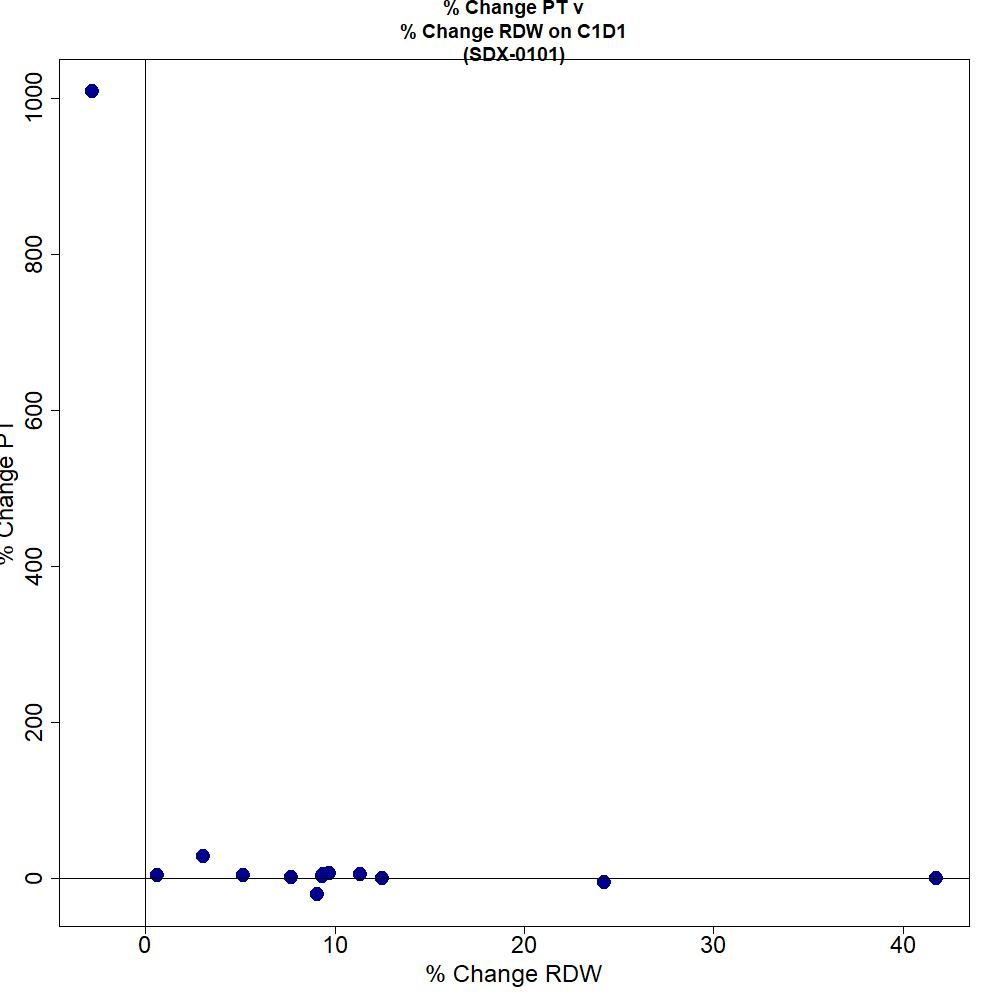 % Change PT v
% Change RDW on C1D1
(SDX-0101)
1000
800
600
400
200
0
% Change PT
0 10 20 30 40
% Change RDW